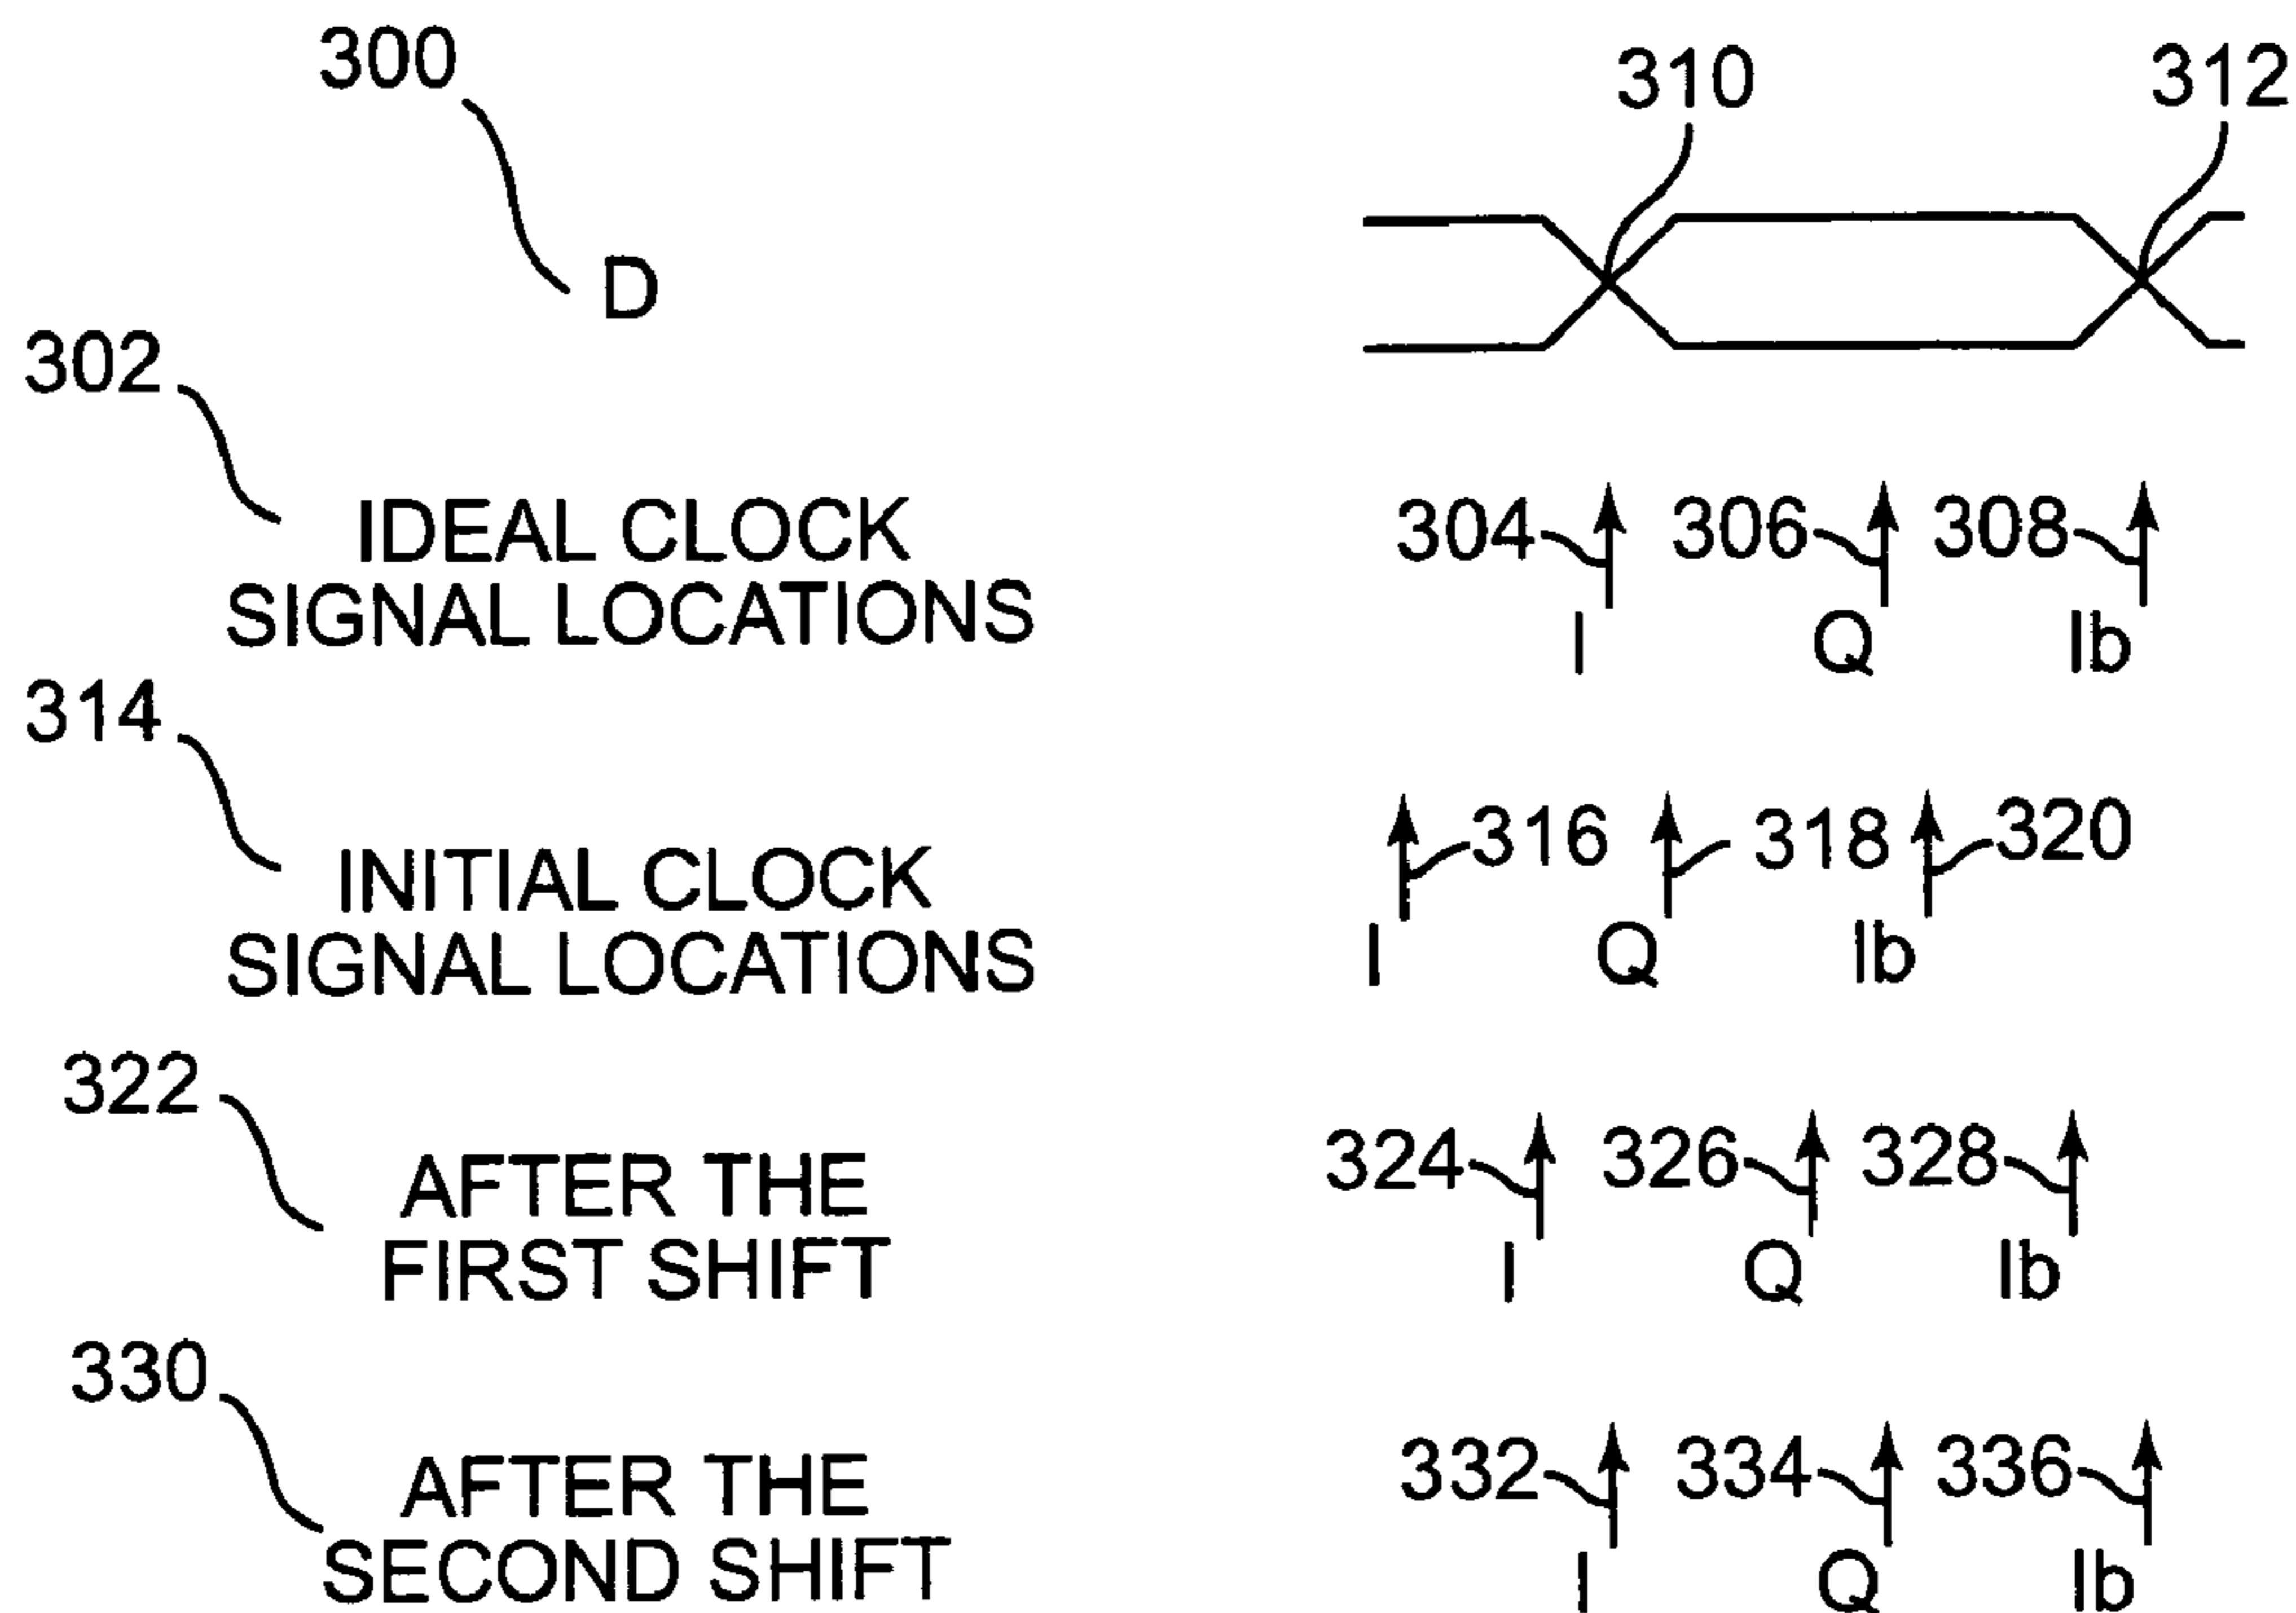 300
310
312
D
302
IDEAL CLOCK
SIGNAL LOCATIONS
304
306
308
I
Q
Ib
314
INITIAL CLOCK
SIGNAL LOCATIONS
316
318
320
I
Q
Ib
322
AFTER THE
FIRST SHIFT
324
326
328
I
Q
Ib
330
AFTER THE
SECOND SHIFT
332
334
336
I
Q
Ib